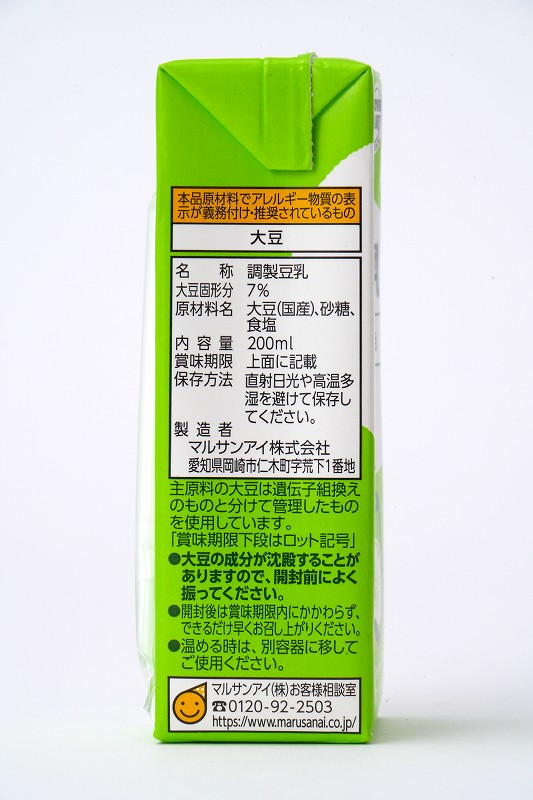 本品原材料でアレルギー物質の表
示が義務付け・推奨されているもの
大豆
名称 調製豆乳
大豆固形分 7%
原材料名 大豆(国産)、砂糖、
食塩
内容量 200ml
賞味期限 上面に記載
保存方法 直射日光や高温多
湿を避けて保存し
てください。
製造者
マルサンアイ株式会社
愛知県岡崎市仁木町字荒下1番地
主原料の大豆は遺伝子組換え
のものと分けて管理したもの
を使用しています。
「賞味期限下段はロット記号」
●大豆の成分が沈殿することが
ありますので、開封前によく
振ってください。
●開封後は賞味期限内にかかわらず、
できるだけ早くお召し上がりください。
●温める時は、別容器に移して
ご使用ください。
マルサンアイ(株)お客様相談室
☎0120-92-2503
https://www.marusanai.co.jp/